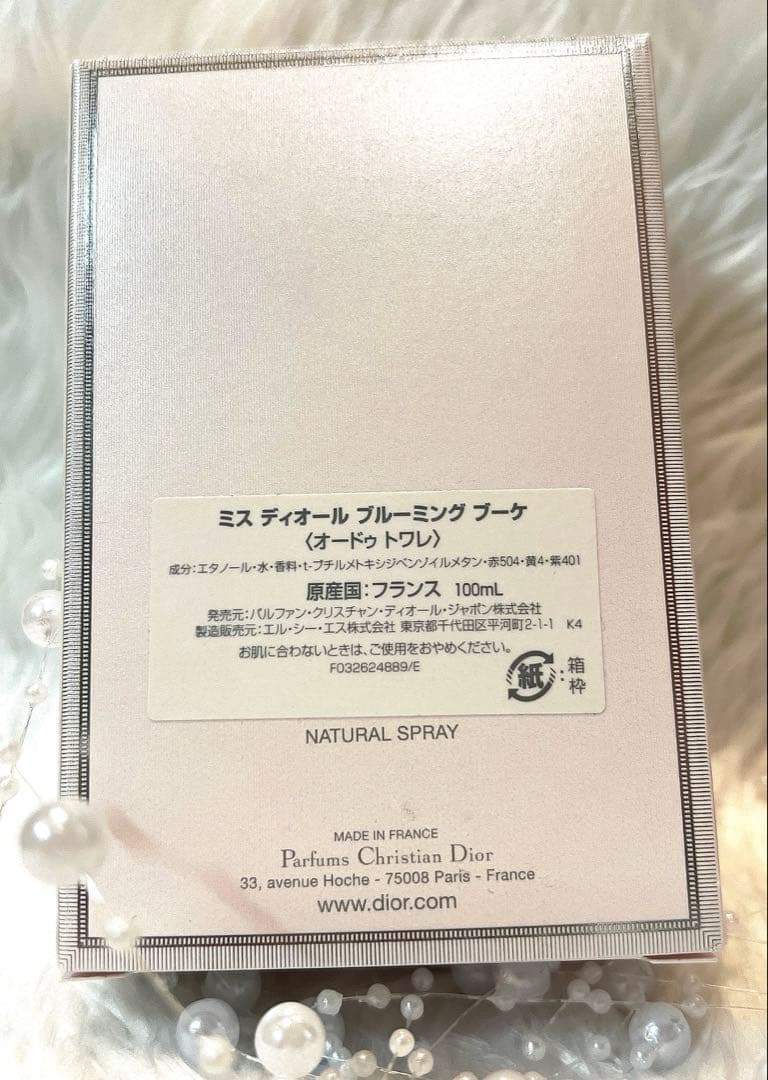 ミス ディオール ブルーミング ブーケ
〈オードゥ トワレ〉
成分：エタノール・水・香料・t-ブチルメトキシジベンゾイルメタン・赤504・黄4・紫401
原産国：フランス 100mL
発売元：パルファン・クリスチャン・ディオール・ジャポン株式会社
製造販売元：エル・シー・エス株式会社 東京都千代田区平河町2-1-1 K4
お肌に合わないときは、ご使用をおやめください。
F032624889/E
紙：箱
枠
NATURAL SPRAY
MADE IN FRANCE
Parfums Christian Dior
33, avenue Hoche - 75008 Paris - France
www.dior.com